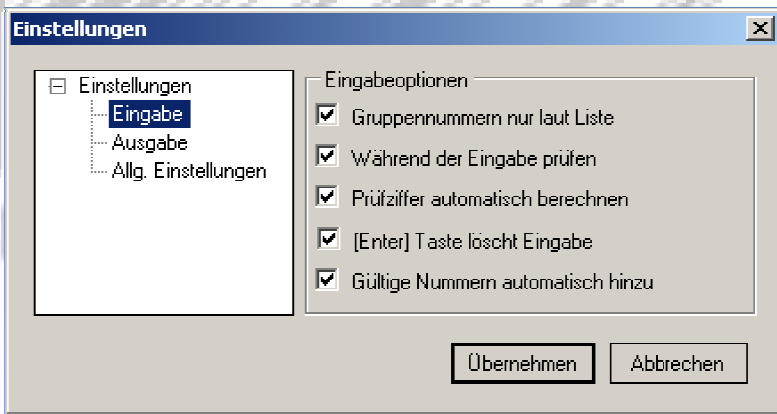 Einstellungen
Einstellungen
Eingabe
Ausgabe
Allg. Einstellungen
Eingabeoptionen
Gruppennummern nur laut Liste
Während der Eingabe prüfen
Prüfziffer automatisch berechnen
[Enter] Taste löscht Eingabe
Gültige Nummern automatisch hinzu
Übernehmen
Abbrechen